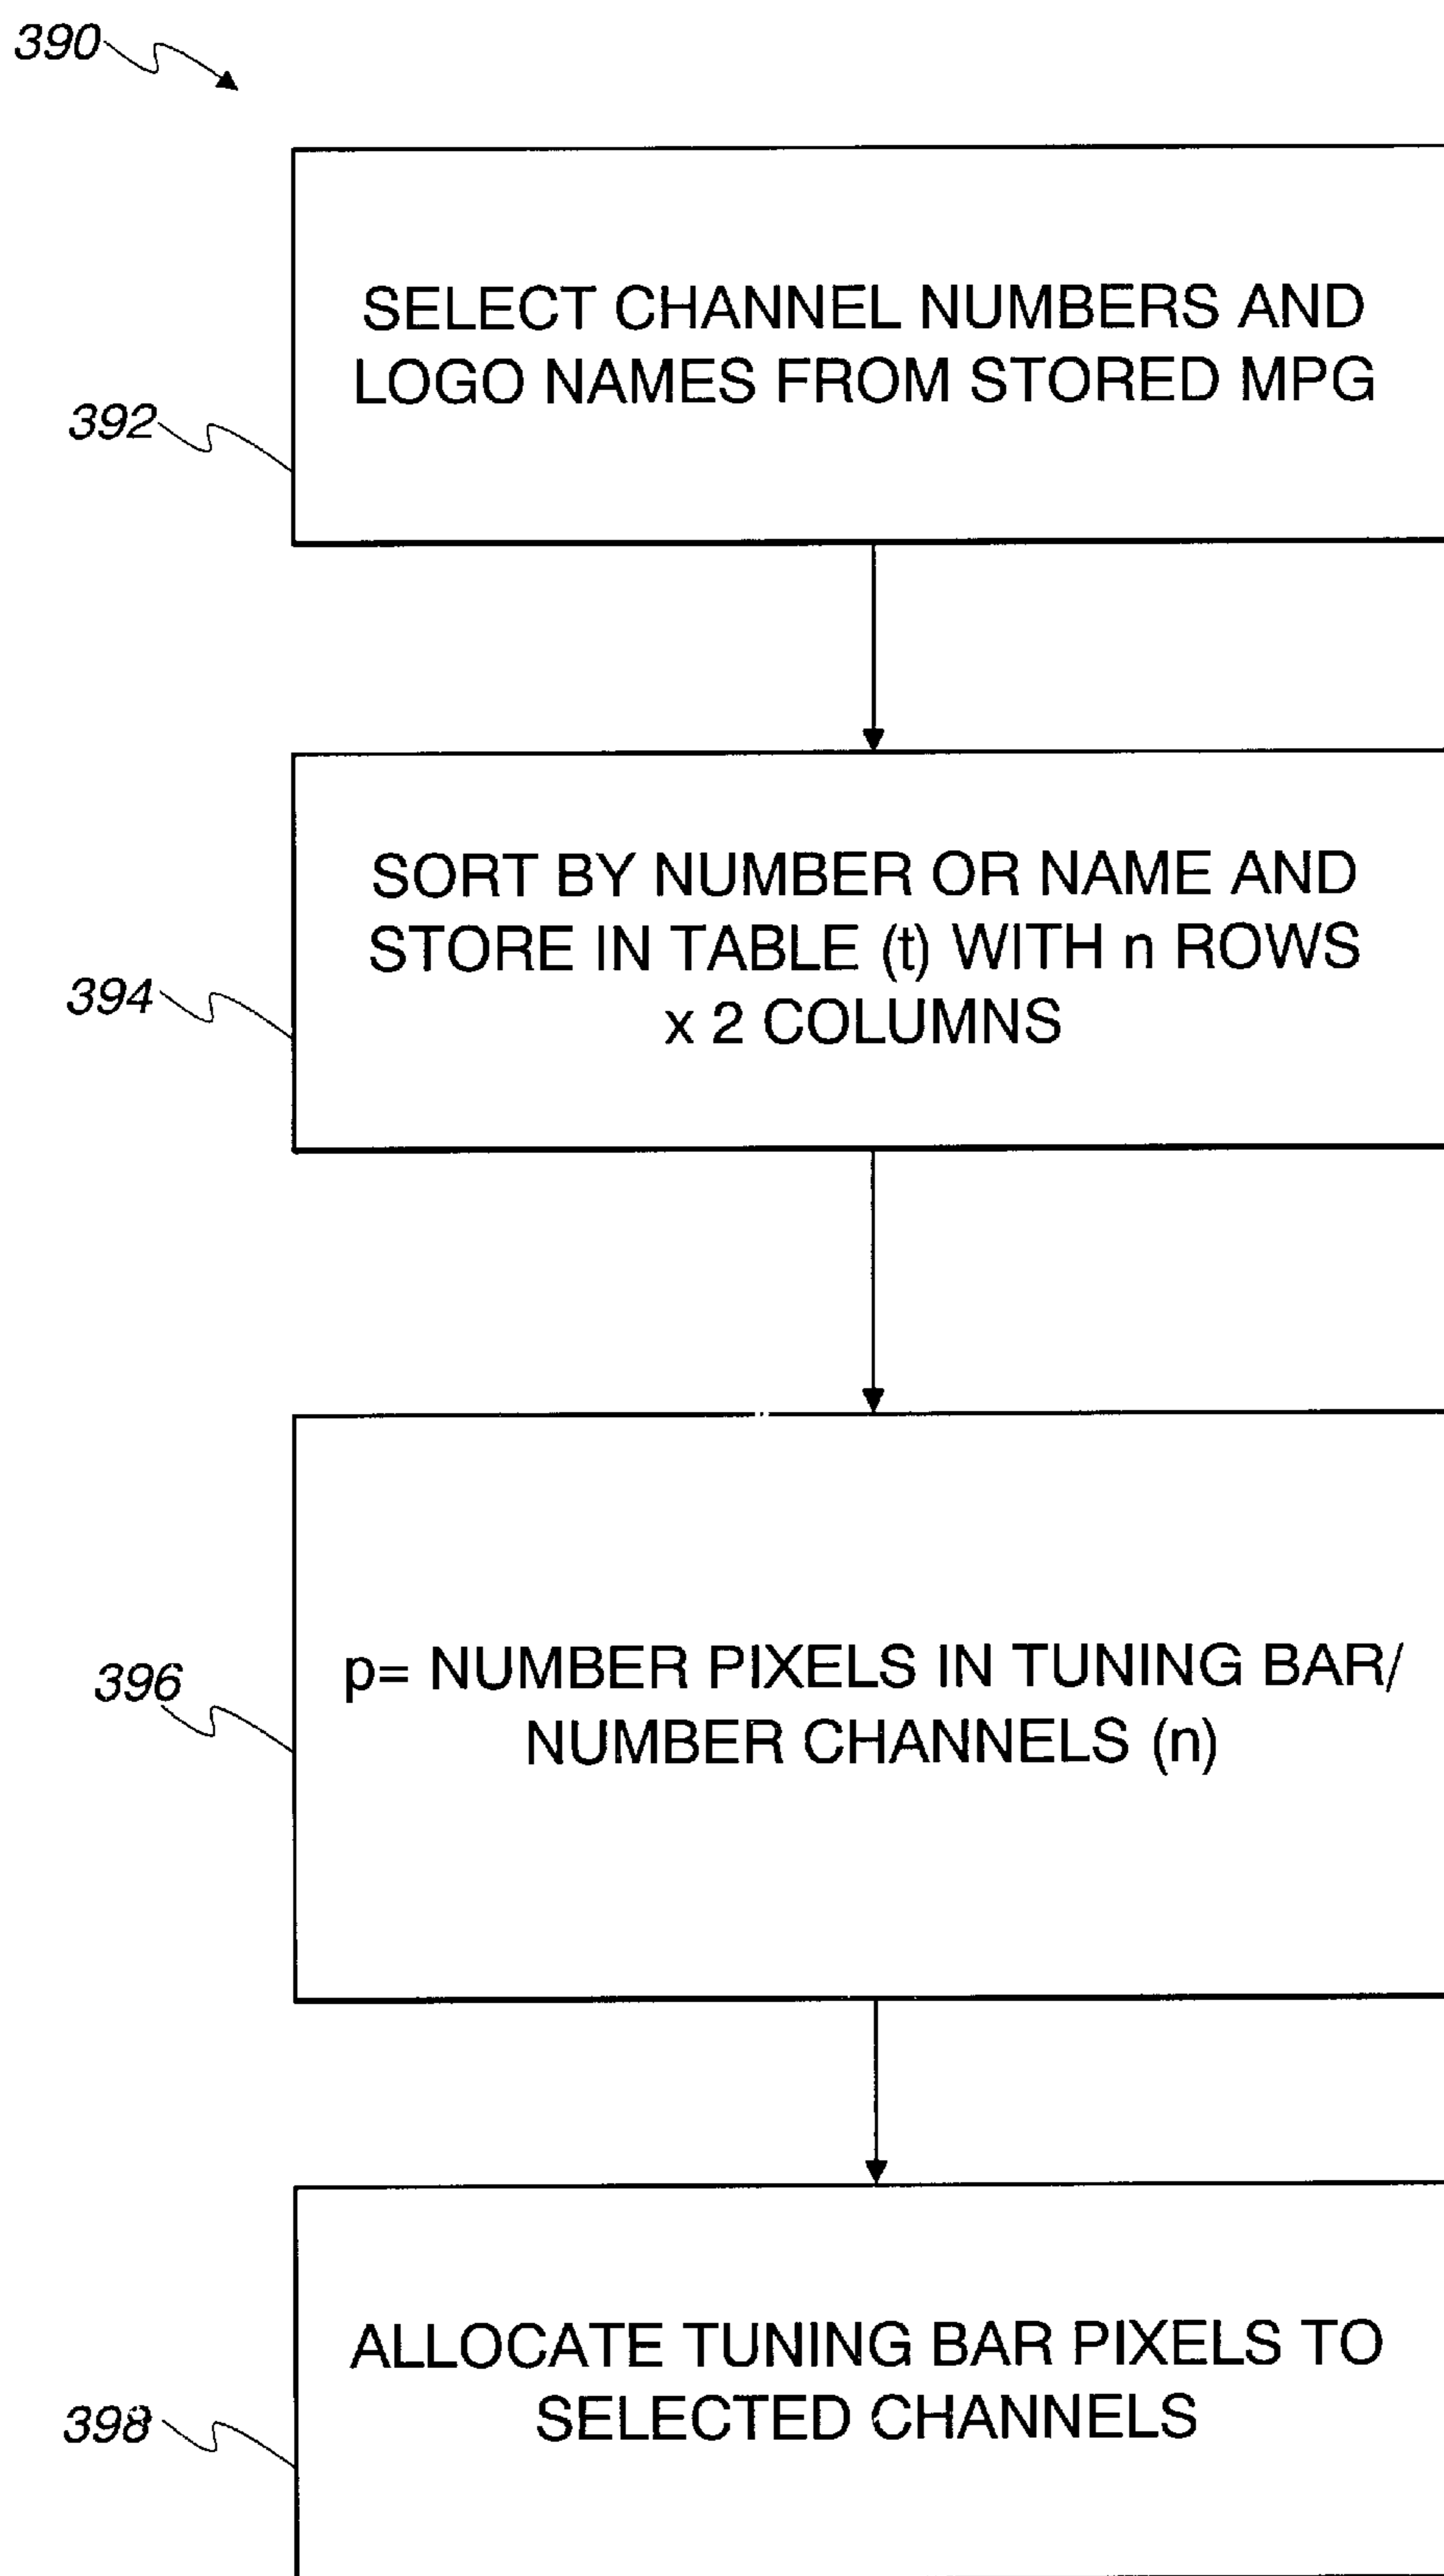 390
SELECT CHANNEL NUMBERS AND
LOGO NAMES FROM STORED MPG
392
SORT BY NUMBER OR NAME AND
STORE IN TABLE (t) WITH n ROWS
x 2 COLUMNS
394
p= NUMBER PIXELS IN TUNING BAR/
NUMBER CHANNELS (n)
396
ALLOCATE TUNING BAR PIXELS TO
SELECTED CHANNELS
398